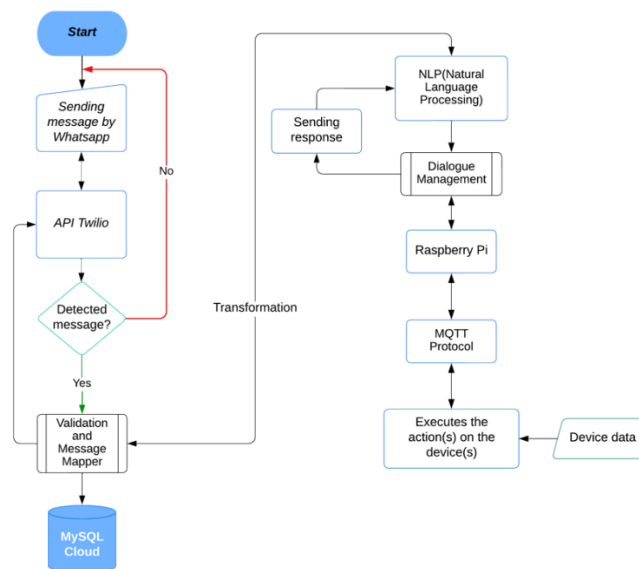 Start
Sending
message by
Whatsapp
No
API Twilio
Detected
message?
Yes
Validation
and
Message
Mapper
MySQL
Cloud
Transformation
NLP(Natural
Language
Processing)
Sending
response
Dialogue
Management
Raspberry Pi
MQTT
Protocol
Executes the
action(s) on the
device(s)
Device data